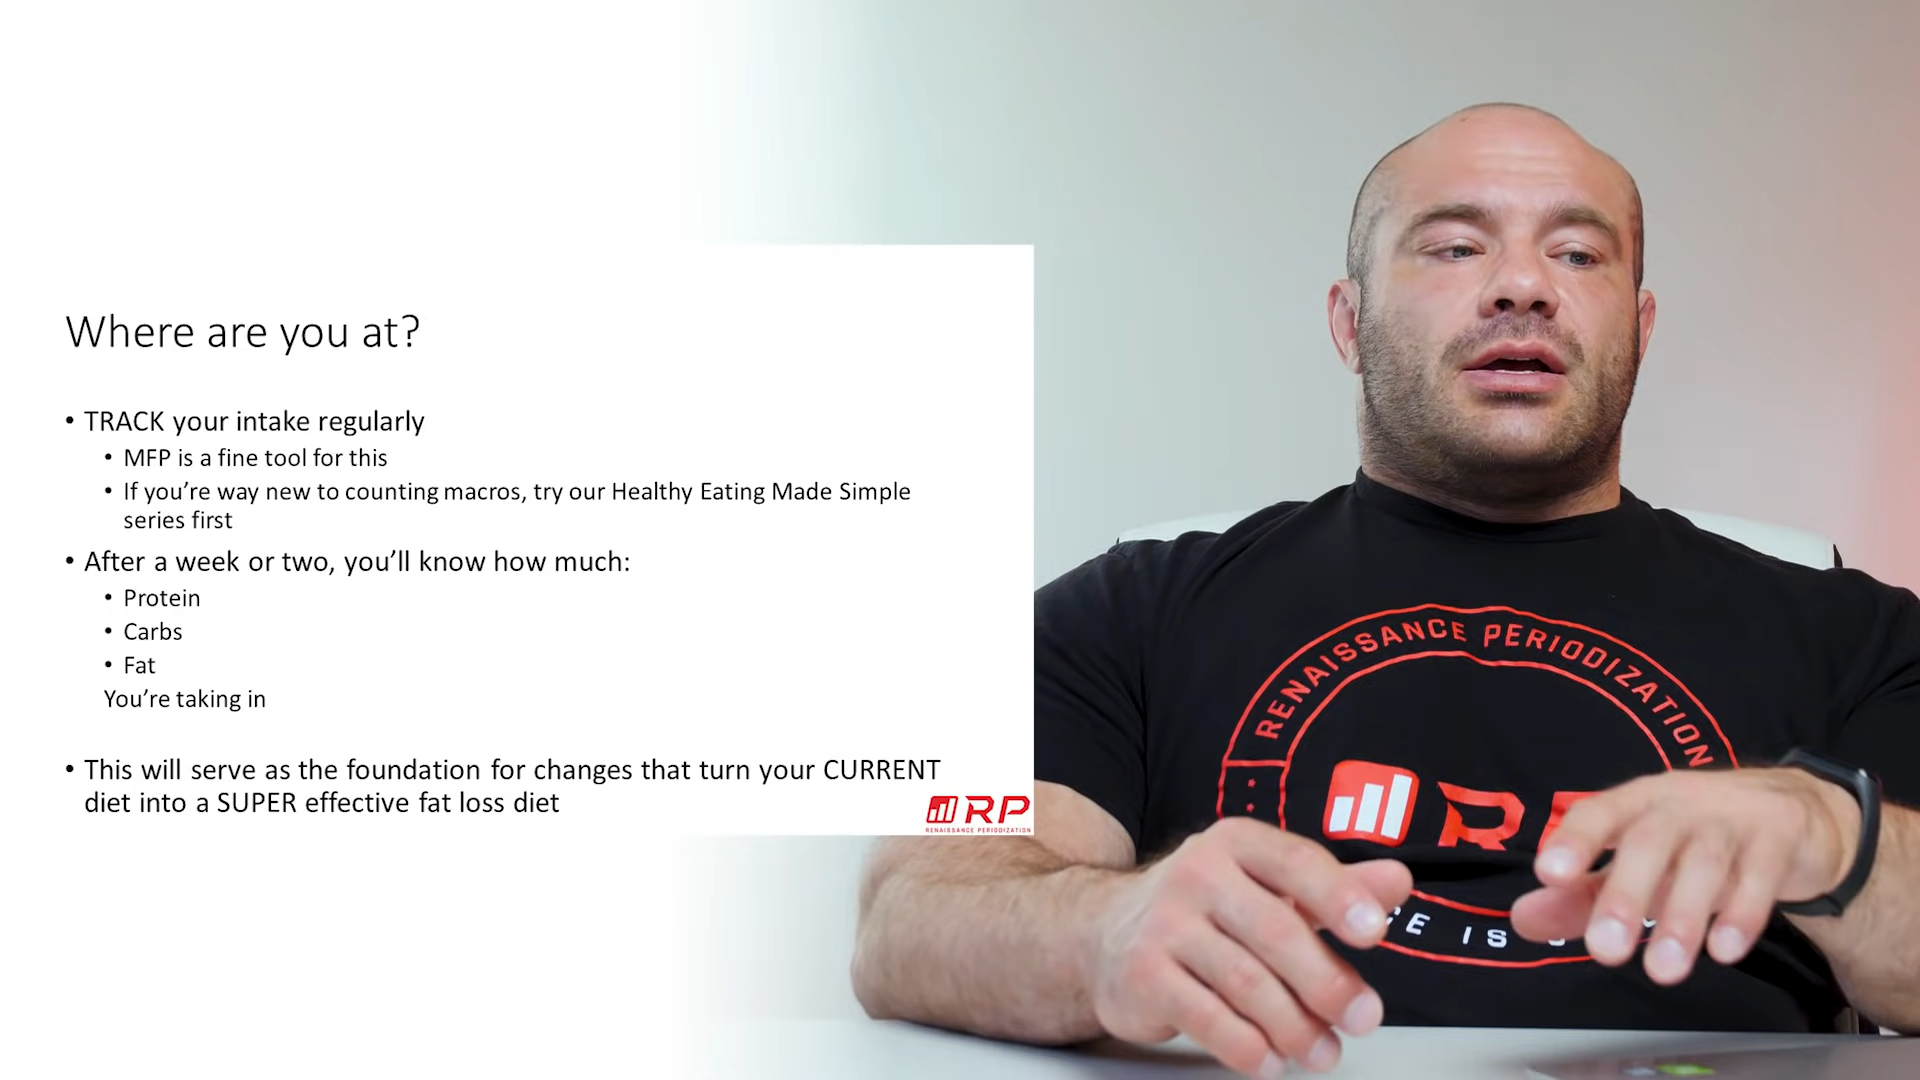 Where are you at?
• TRACK your intake regularly
• MFP is a fine tool for this
• If you're way new to counting macros, try our Healthy Eating Made Simple
series first
• After a week or two, you'll know how much:
• Protein
• Carbs
• Fat
You're taking in
• This will serve as the foundation for changes that turn your CURRENT
diet into a SUPER effective fat loss diet
RP
RENAISSANCE PERIODIZATION
RENAISSANCE PERIODIZATION
IS